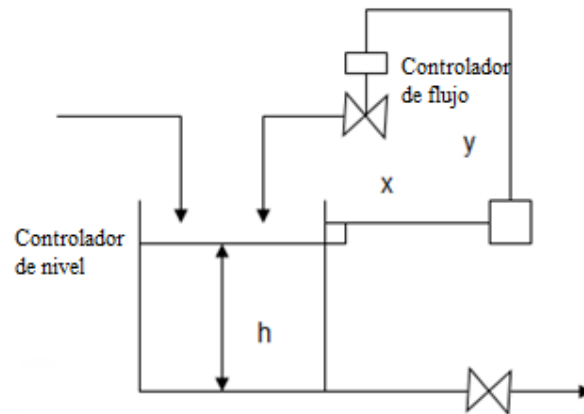 Controlador
de flujo
y
x
Controlador
de nivel
h